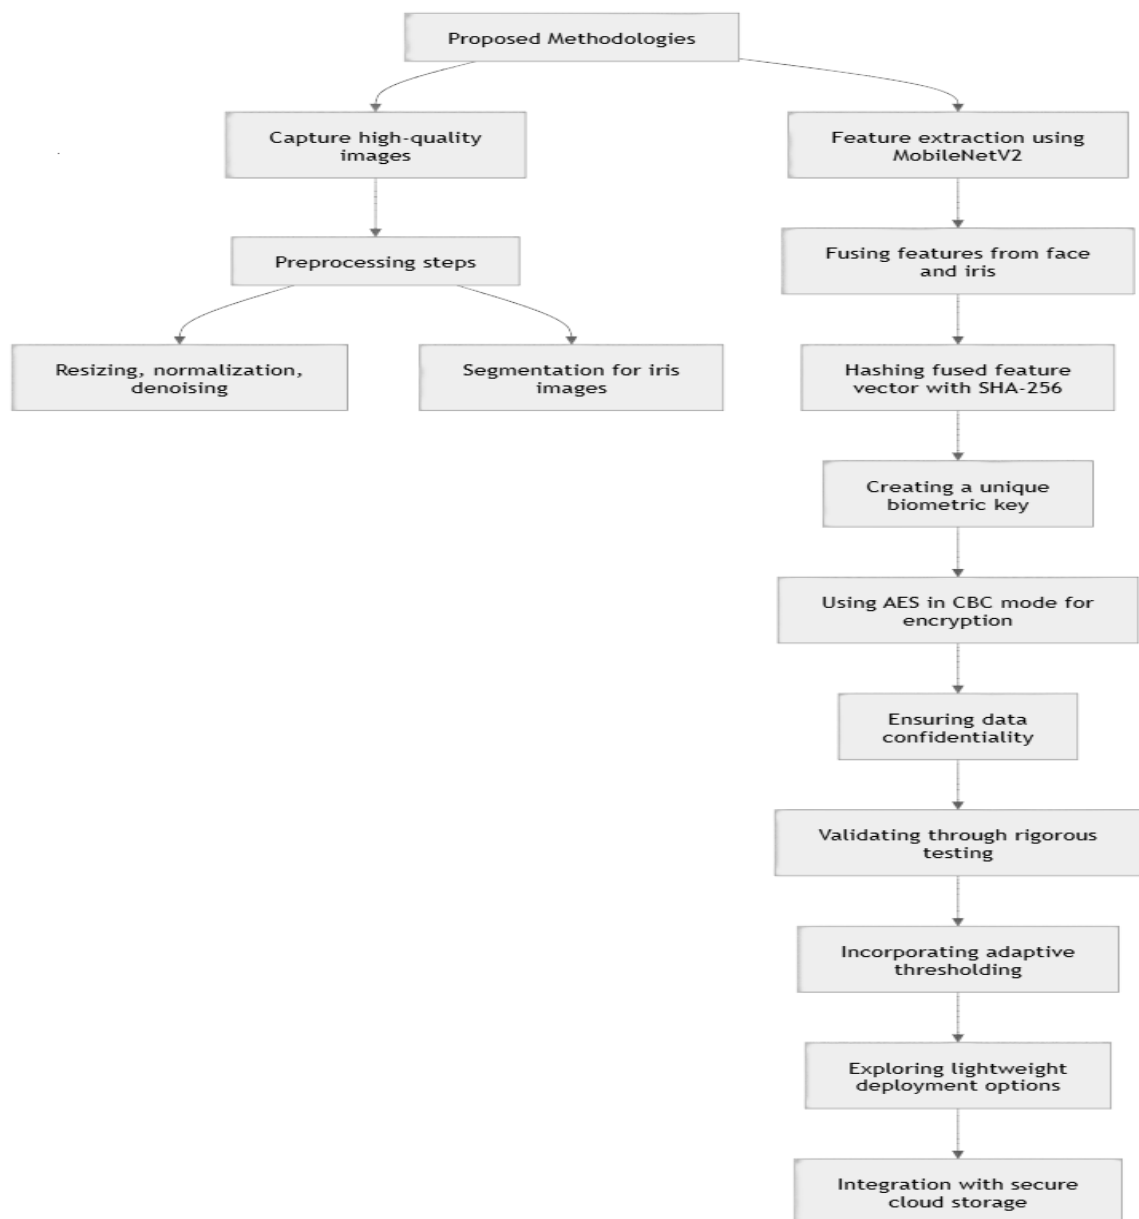 Proposed Methodologies
Capture high-quality
images
Feature extraction using
MobileNetV2
Preprocessing steps
Fusing features from face
and iris
Resizing, normalization,
denoising
Segmentation for iris
images
Hashing fused feature
vector with SHA-256
Creating a unique
biometric key
Using AES in CBC mode for
encryption
Ensuring data
confidentiality
Validating through rigorous
testing
Incorporating adaptive
thresholding
Exploring lightweight
deployment options
Integration with secure
cloud storage